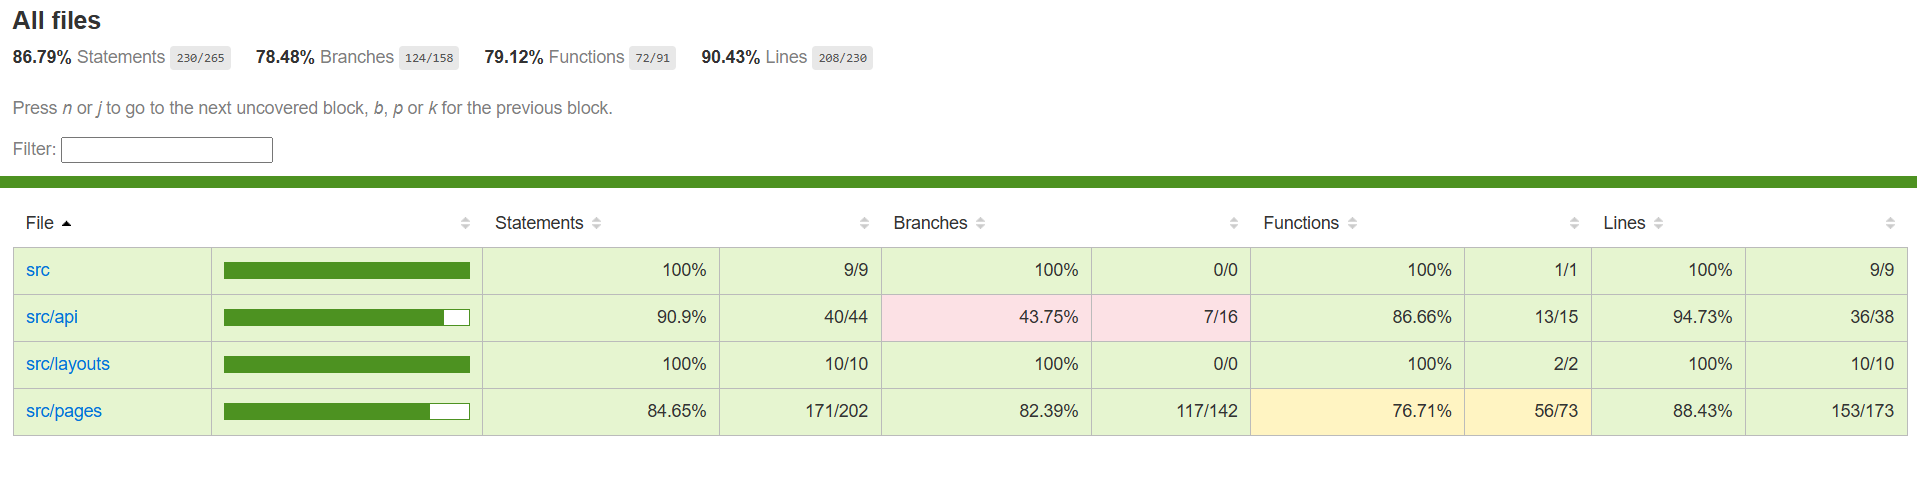 All files
86.79% Statements 230/265 78.48% Branches 124/158 79.12% Functions 72/91 90.43% Lines 208/230
Press n or j to go to the next uncovered block, b, p or k for the previous block.
Filter:
File Statements Branches Functions Lines
src 100% 9/9 100% 0/0 100% 1/1 100% 9/9
src/api 90.9% 40/44 43.75% 7/16 86.66% 13/15 94.73% 36/38
src/layouts 100% 10/10 100% 0/0 100% 2/2 100% 10/10
src/pages 84.65% 171/202 82.39% 117/142 76.71% 56/73 88.43% 153/173